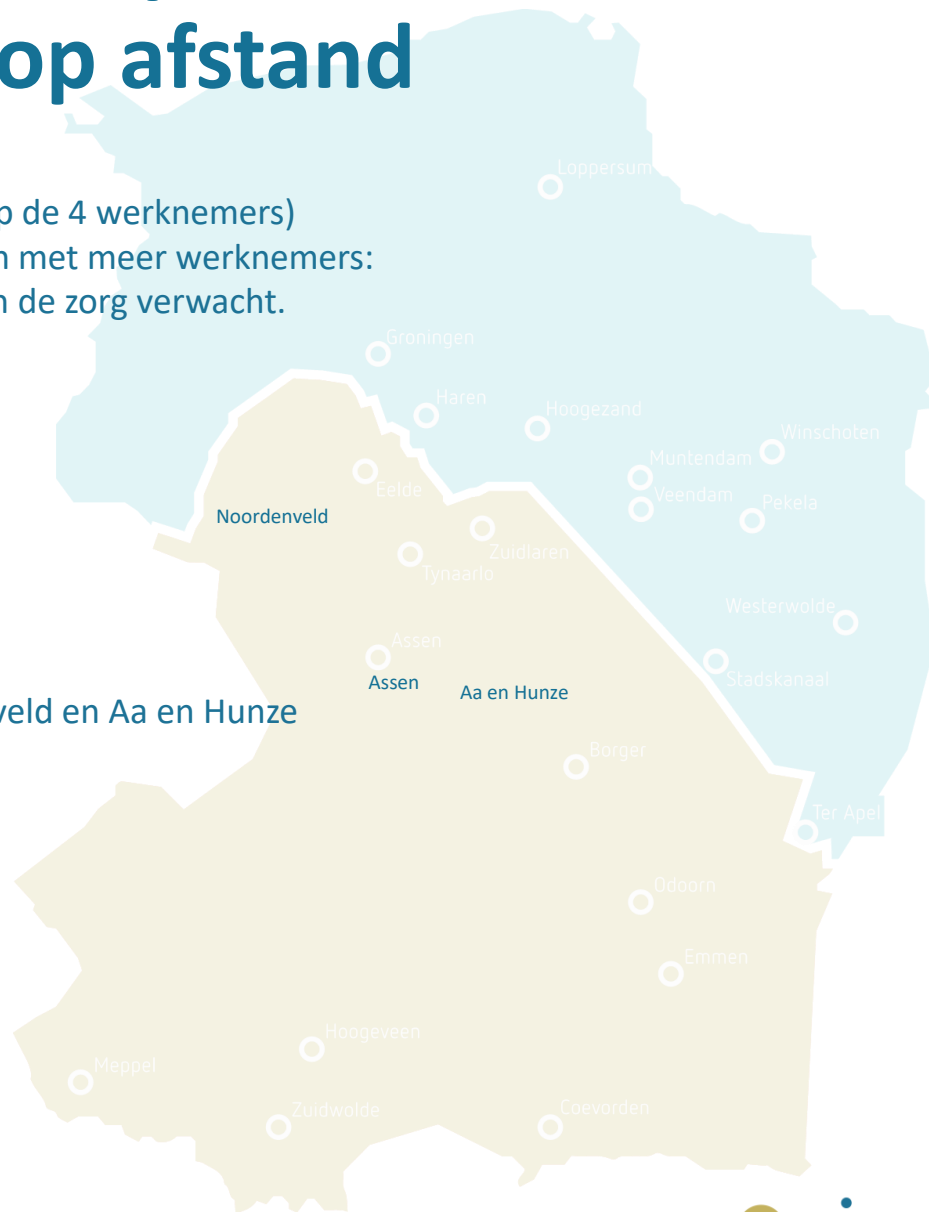 op afstand
p de 4 werknemers)
n met meer werknemers:
n de zorg verwacht.
Loppersum
Groningen
Haren
Hoogezand
Winschoten
Muntendam
Eelde
Veendam
Pekela
Noordenveld
Zuidlaren
Tynaarlo
Westerwolde
Assen
Stadskanaal
Assen
Aa en Hunze
veld en Aa en Hunze
Borger
Ter Apel
Odoorn
Emmen
Hoogeveen
Meppel
Zuidwolde
Coevorden